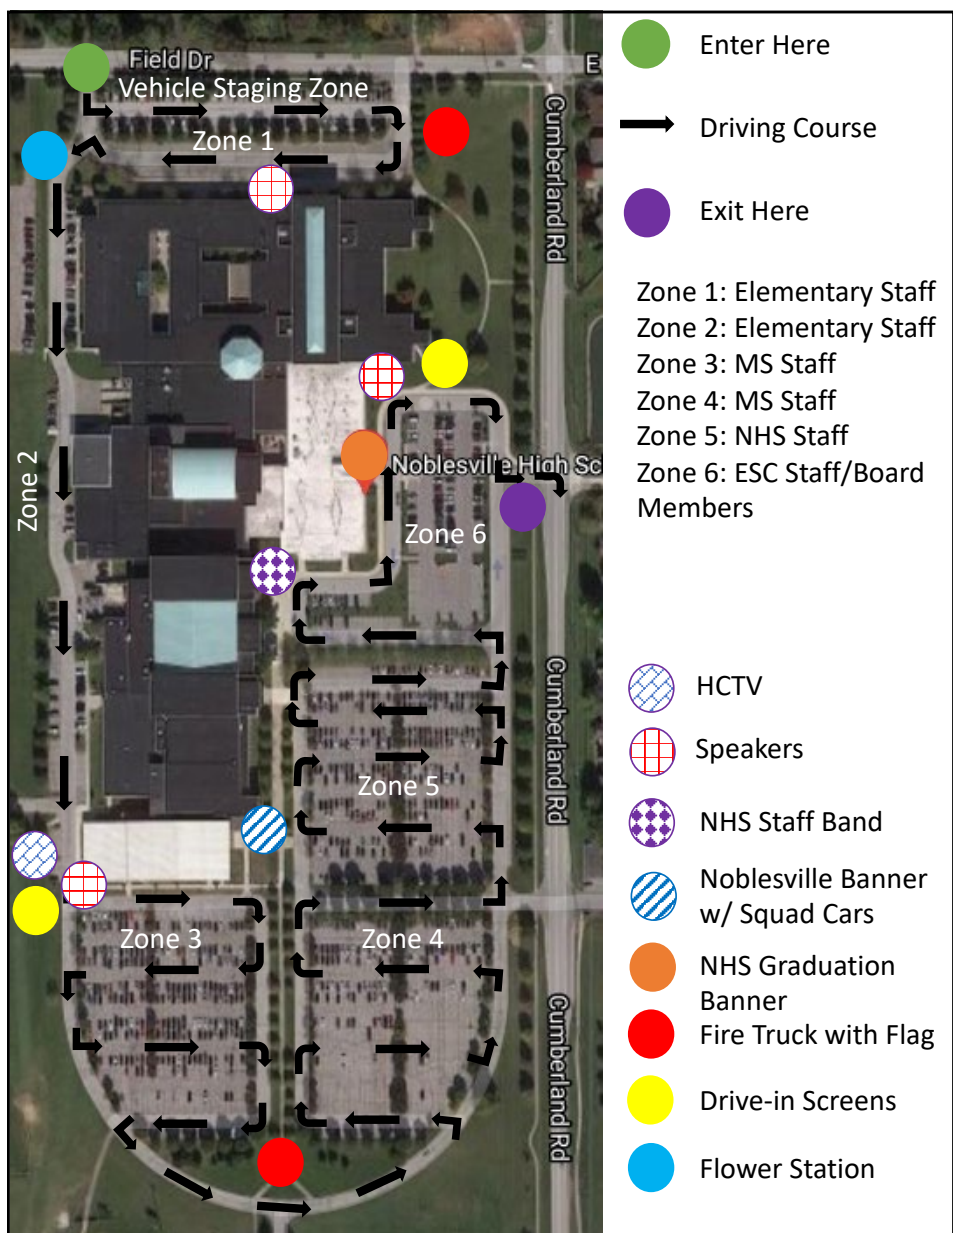 Field Dr
E
Vehicle Staging Zone
Zone 1
Cumberland Rd
Zone 2
Noblesville High Sc
Zone 6
Cumberland Rd
Zone 5
Zone 3
Zone 4
Cumberland Rd
Enter Here
Driving Course
Exit Here
Zone 1: Elementary Staff
Zone 2: Elementary Staff
Zone 3: MS Staff
Zone 4: MS Staff
Zone 5: NHS Staff
Zone 6: ESC Staff/Board
Members
HCTV
Speakers
NHS Staff Band
Noblesville Banner
w/ Squad Cars
NHS Graduation
Banner
Fire Truck with Flag
Drive-in Screens
Flower Station